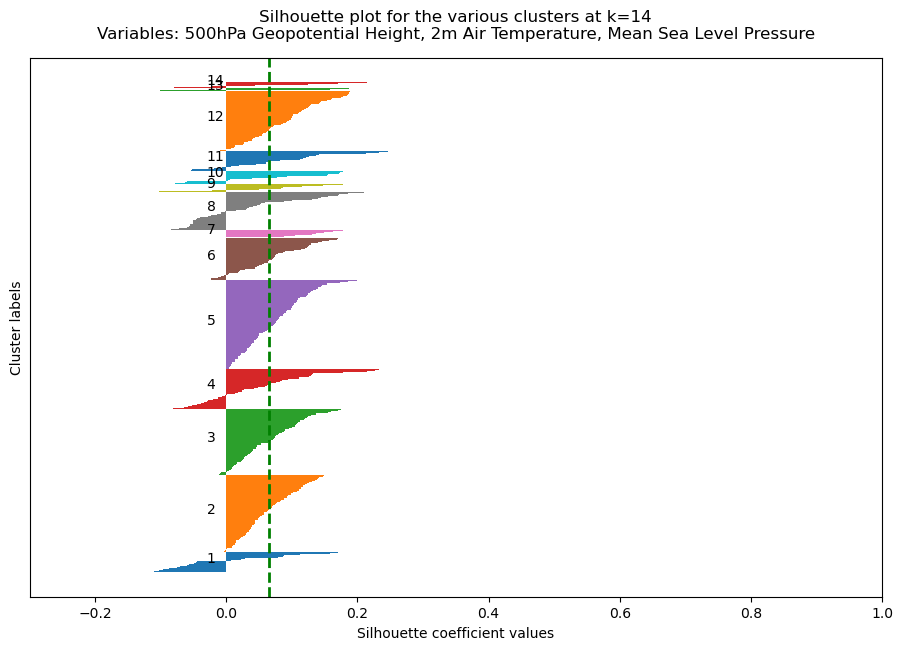 Silhouette plot for the various clusters at k=14
Variables: 500hPa Geopotential Height, 2m Air Temperature, Mean Sea Level Pressure
14
13
12
11
10
9
8
7
6
5
4
3
2
1
Cluster labels
−0.2 0.0 0.2 0.4 0.6 0.8 1.0
Silhouette coefficient values